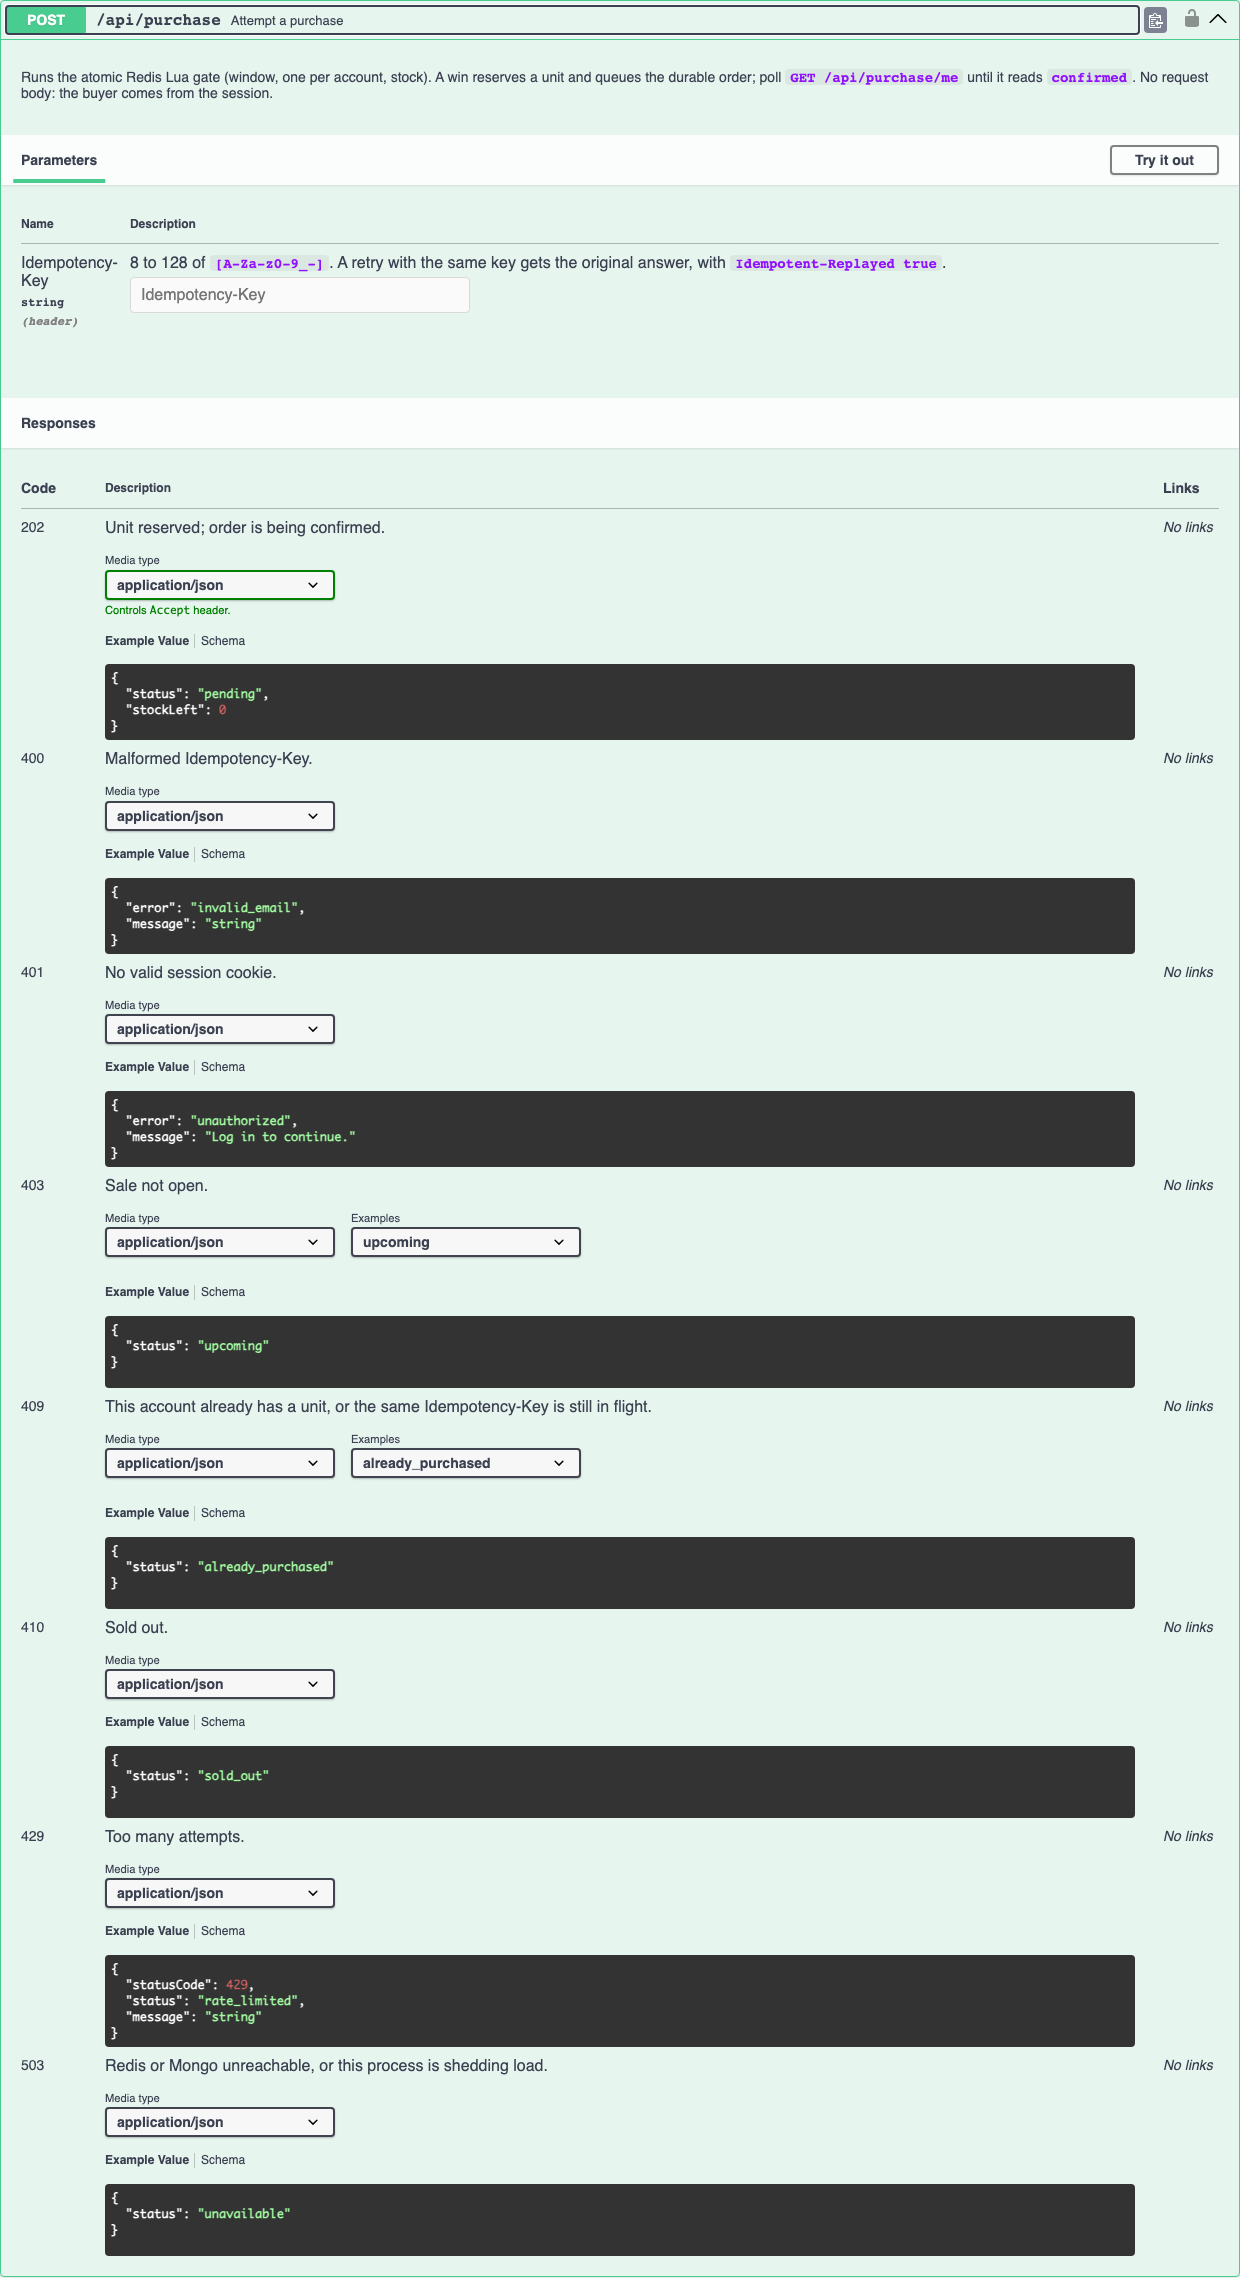 POST /api/purchase Attempt a purchase
Runs the atomic Redis Lua gate (window, one per account, stock). A win reserves a unit and queues the durable order; poll GET /api/purchase/me until it reads confirmed . No request
body: the buyer comes from the session.
Parameters
Try it out
Name Description
Idempotency-
Key
string
(header)
8 to 128 of [A-Za-z0-9_-] . A retry with the same key gets the original answer, with Idempotent-Replayed true .
Idempotency-Key
Responses
Code Description Links
202 Unit reserved; order is being confirmed. No links
Media type
application/json
Controls Accept header.
Example Value Schema
{
"status": "pending",
"stockLeft": 0
}
400 Malformed Idempotency-Key. No links
Media type
application/json
Example Value Schema
{
"error": "invalid_email",
"message": "string"
}
401 No valid session cookie. No links
Media type
application/json
Example Value Schema
{
"error": "unauthorized",
"message": "Log in to continue."
}
403 Sale not open. No links
Media type Examples
application/json upcoming
Example Value Schema
{
"status": "upcoming"
}
409 This account already has a unit, or the same Idempotency-Key is still in flight. No links
Media type Examples
application/json already_purchased
Example Value Schema
{
"status": "already_purchased"
}
410 Sold out. No links
Media type
application/json
Example Value Schema
{
"status": "sold_out"
}
429 Too many attempts. No links
Media type
application/json
Example Value Schema
{
"statusCode": 429,
"status": "rate_limited",
"message": "string"
}
503 Redis or Mongo unreachable, or this process is shedding load. No links
Media type
application/json
Example Value Schema
{
"status": "unavailable"
}